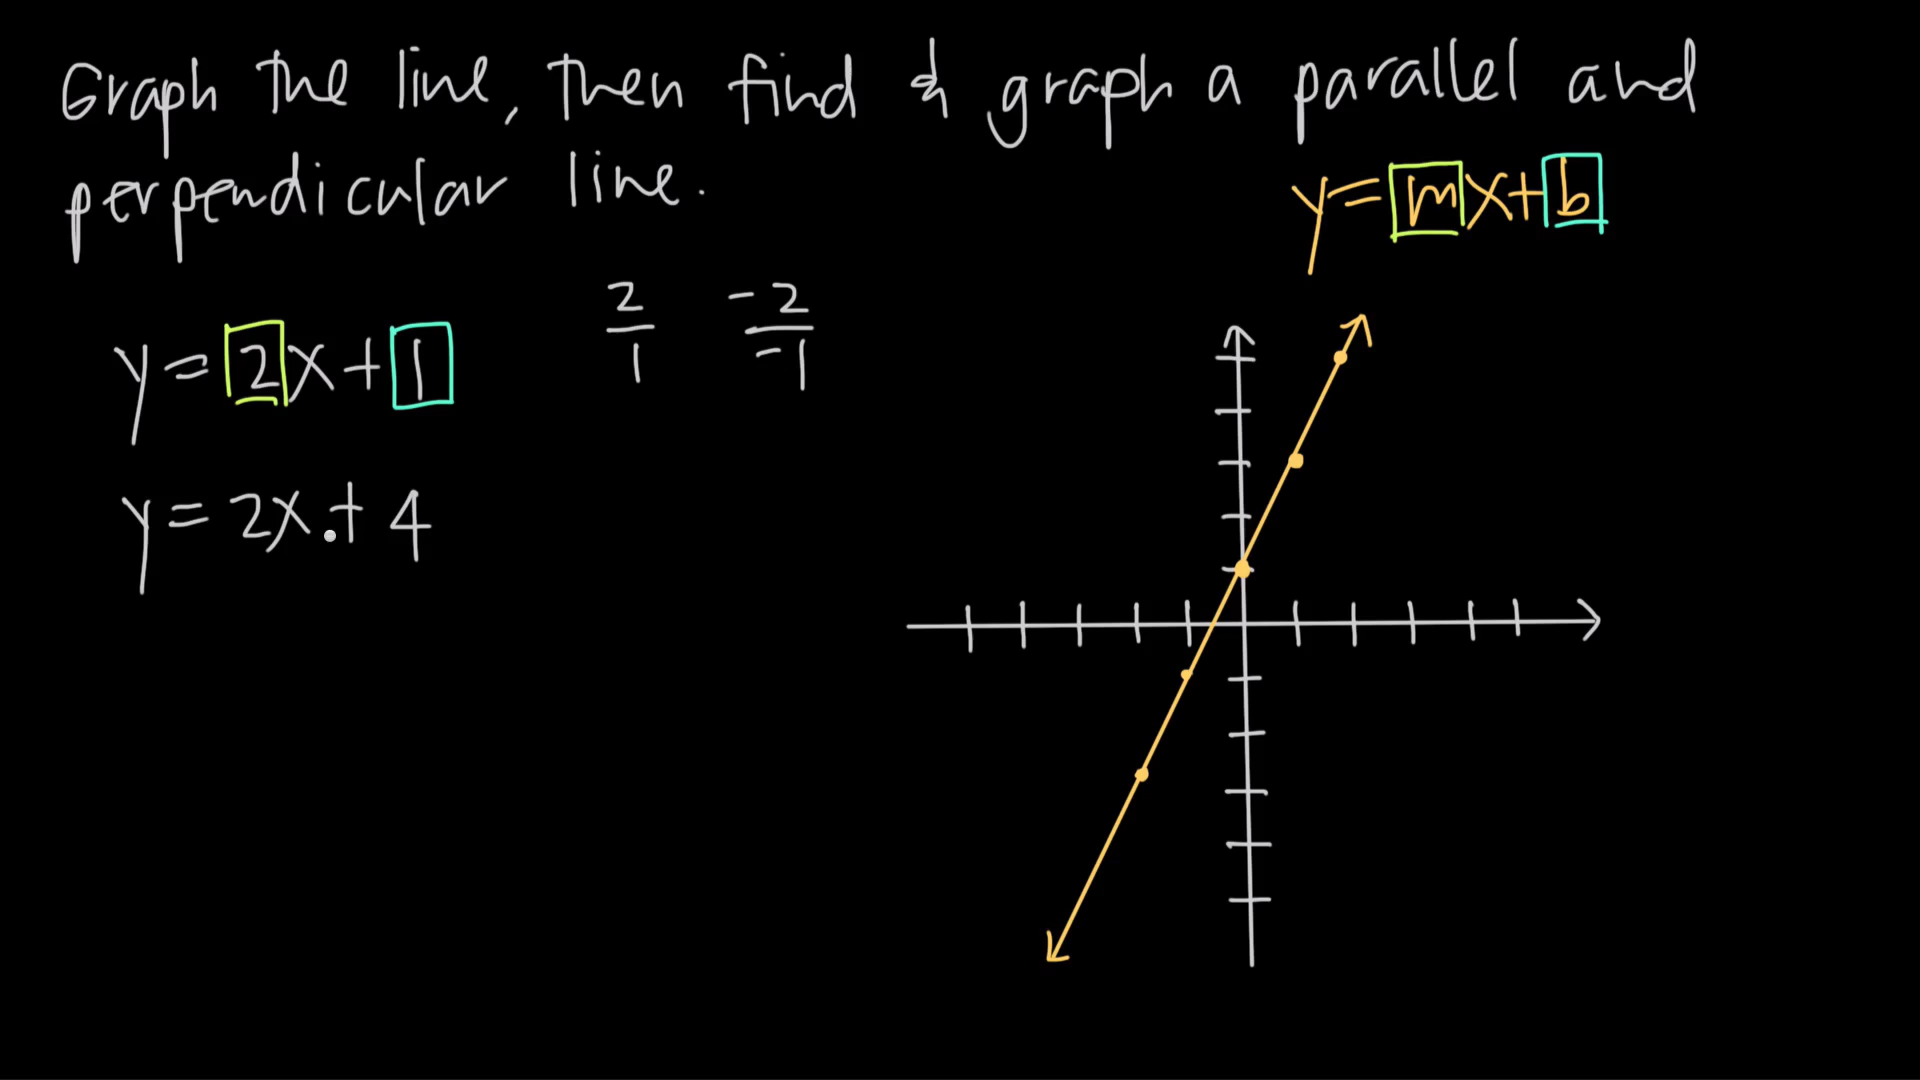 Graph the line, then find & graph a parallel and
perpendicular line.
y=mx+b
y=2x+1
2/1 -2/-1
y=2x+4